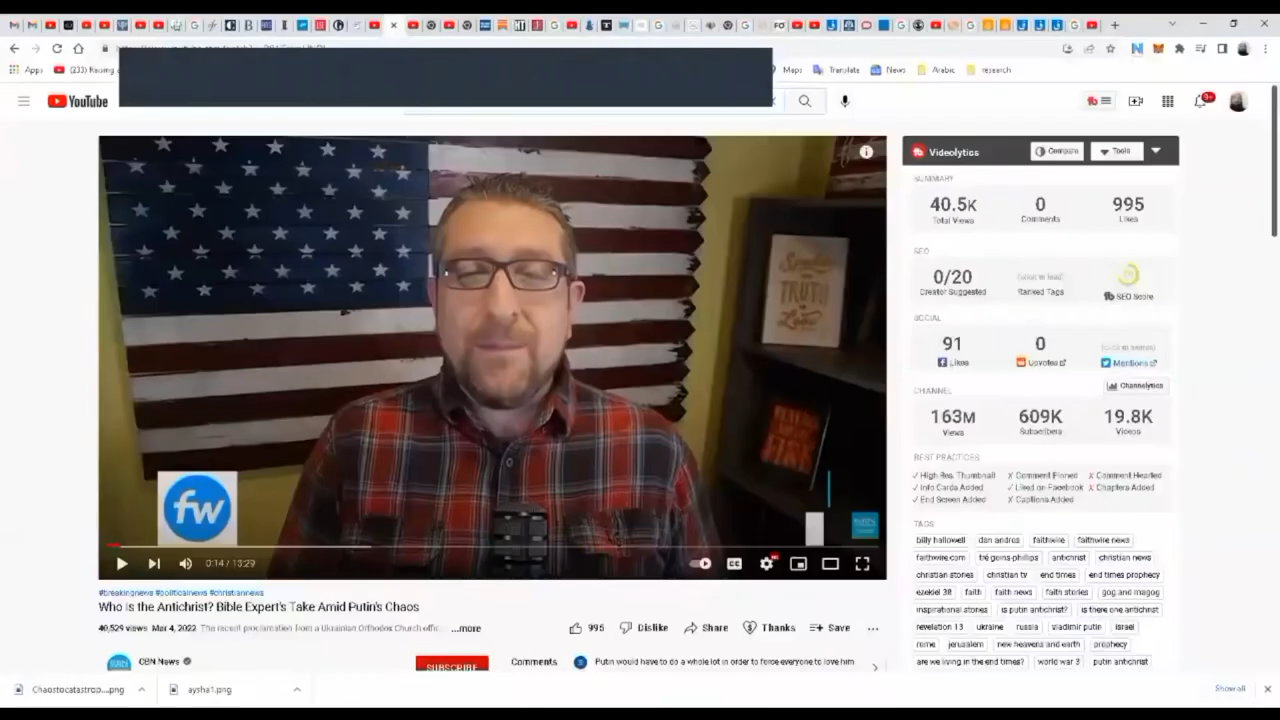 Apps
(233) Raising
Maps
Translate
News
Arabic
research
YouTube
9+
Videolytics
Compare
Tools
SUMMARY
40.5K
Total Views
0
Comments
995
Likes
SEO
0/20
Creator Suggested
Ranked Tags
SEO Score
SOCIAL
91
Likes
0
Upvotes
Mentions
CHANNEL
Channelytics
163M
Views
609K
Subscribers
19.8K
Videos
BEST PRACTICES
✓ High Res. Thumbnail
✗ Comment Pinned
✗ Comment Hearted
✓ Info Cards Added
✓ Liked on Facebook
✗ Chapters Added
✓ End Screen Added
✗ Captions Added
TAGS
billy hallowell
dan andros
faithwire
faithwire news
faithwire.com
tré goins-phillips
antichrist
christian news
christian stories
christian tv
end times
end times prophecy
ezekiel 38
faith
faith news
faith stories
gog and magog
inspirational stories
is putin antichrist?
is there one antichrist
revelation 13
ukraine
russia
vladimir putin
israel
rome
jerusalem
new heavens and earth
prophecy
are we living in the end times?
world war 3
putin antichrist
TRUTH
fw
0:14 / 13:29
CC
#breakingnews #politicalnews #christiannews
Who is the Antichrist? Bible Expert's Take Amid Putin's Chaos
40,529 views Mar 4, 2022 The recent proclamation from a Ukrainian Orthodox Church offic... ...more
995
Dislike
Share
Thanks
Save
CBN News
SUBSCRIBE
Comments
Putin would have to do a whole lot in order to force everyone to love him
Chaostocatastrop....png
aysha1.png
Show all